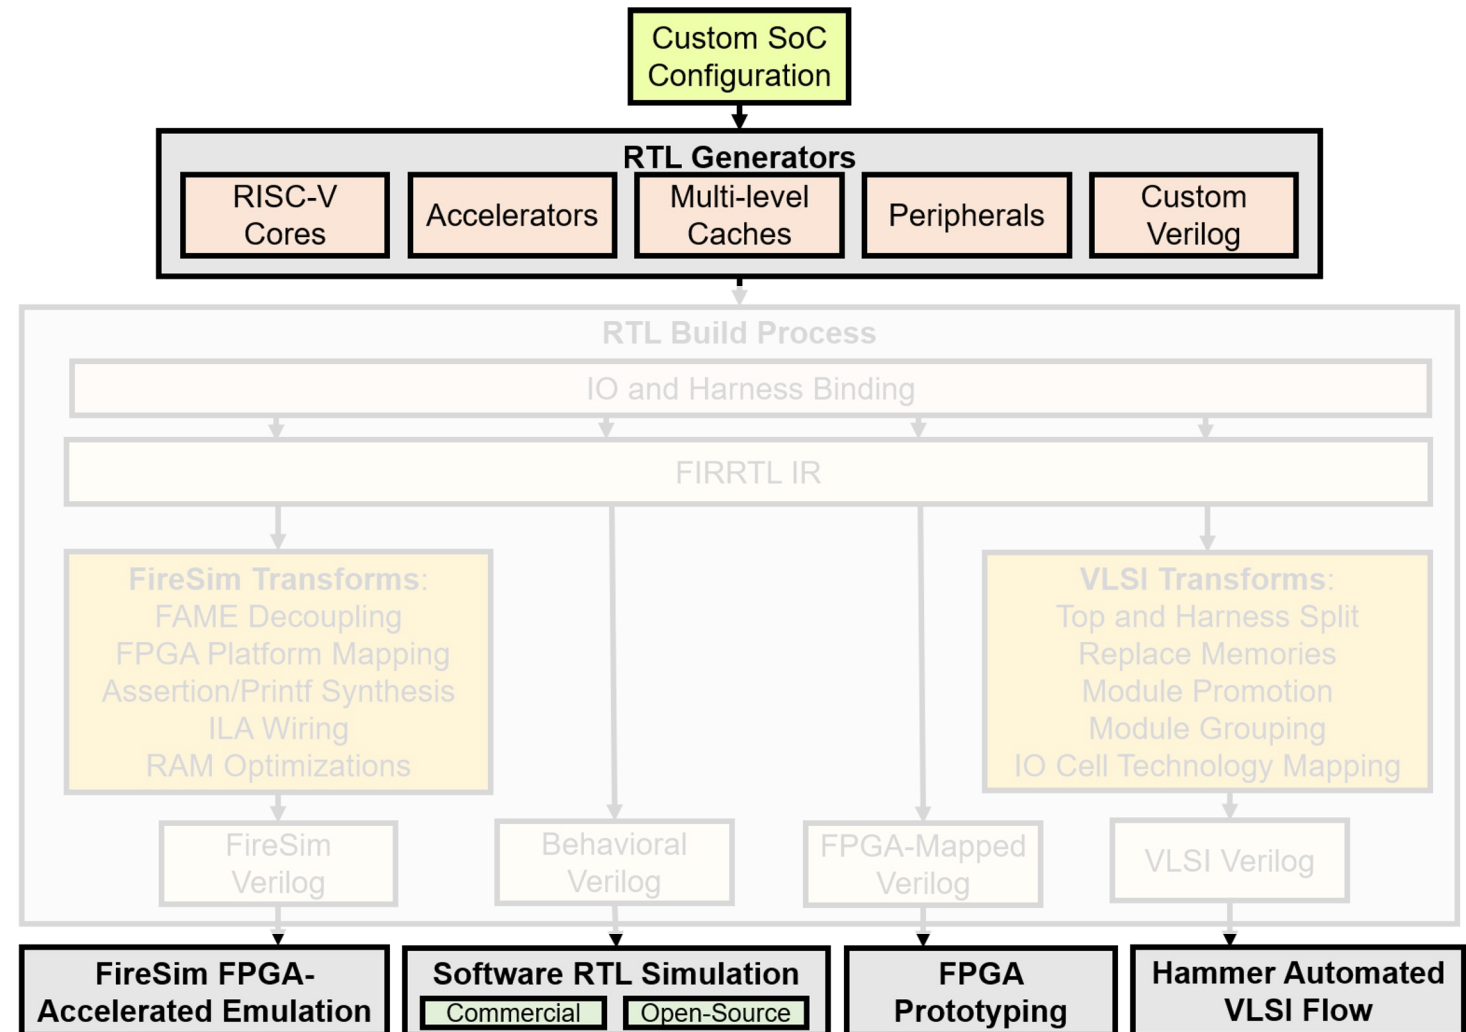 Custom SoC
Configuration
RTL Generators
RISC-V
Cores
Accelerators
Multi-level
Caches
Peripherals
Custom
Verilog
RTL Build Process
IO and Harness Binding
FIRRTL IR
FireSim Transforms:
FAME Decoupling
FPGA Platform Mapping
Assertion/Printf Synthesis
ILA Wiring
RAM Optimizations
VLSI Transforms:
Top and Harness Split
Replace Memories
Module Promotion
Module Grouping
IO Cell Technology Mapping
FireSim
Verilog
Behavioral
Verilog
FPGA-Mapped
Verilog
VLSI Verilog
FireSim FPGA-
Accelerated Emulation
Software RTL Simulation
Commercial
Open-Source
FPGA
Prototyping
Hammer Automated
VLSI Flow